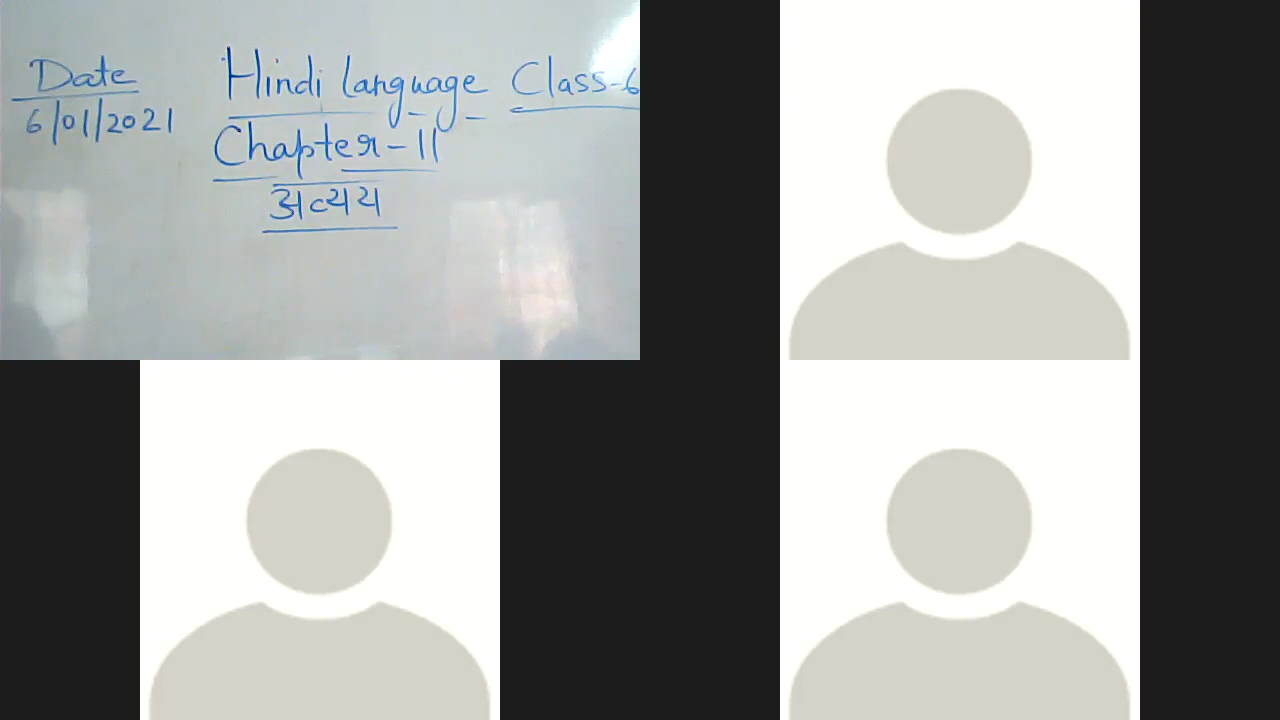 Date Hindi language Class-6
6/01/2021
Chapter-11
अव्यय